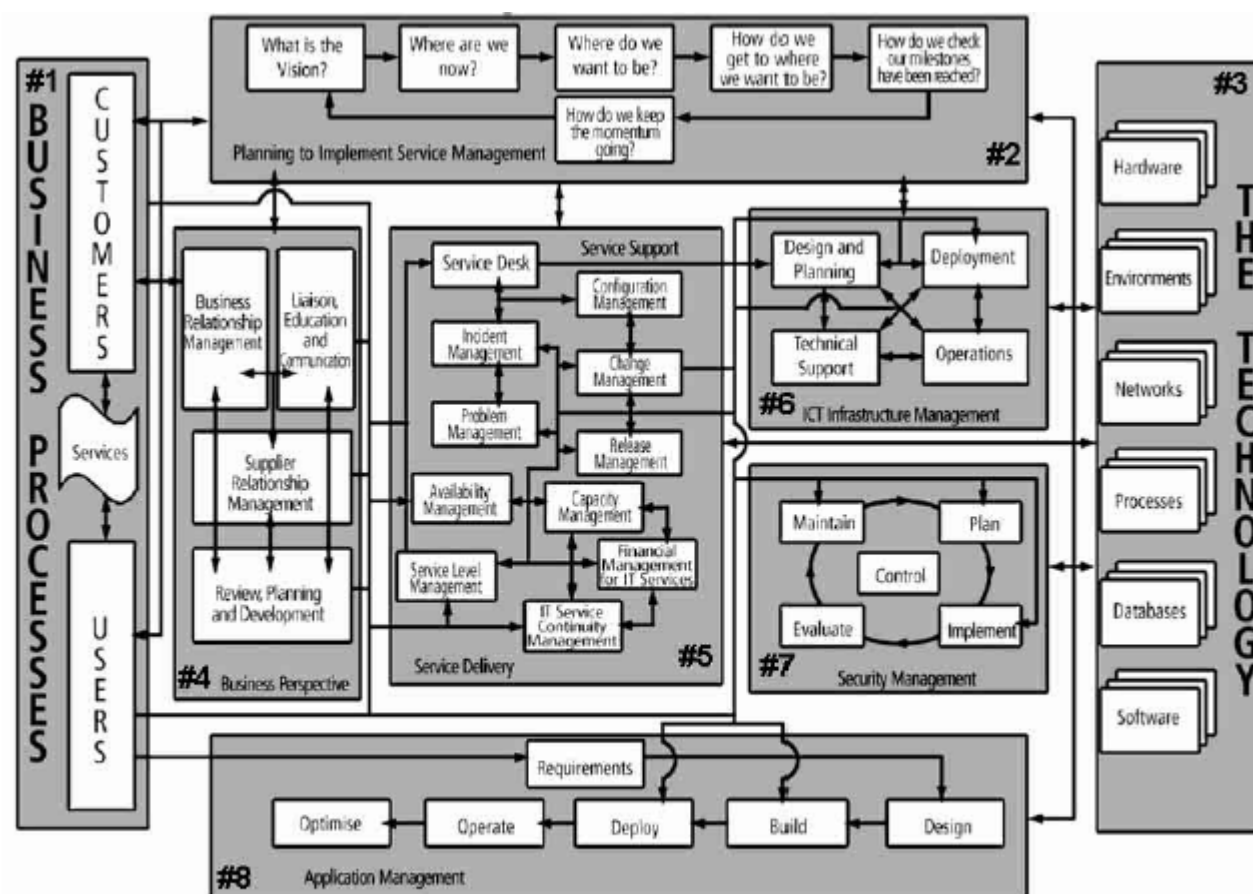 #1
BUSINESS PROCESSES
CUSTOMERS
Services
USERS
What is the
Vision?
Where are we
now?
Where do we
want to be?
How do we
get to where
we want to be?
How do we check
our milestones
have been reached?
How do we keep
the momentum
going?
Planning to Implement Service Management
#2
#3
THE TECHNOLOGY
Hardware
Environments
Networks
Processes
Databases
Software
Business
Relationship
Management
Liaison,
Education
and
Communication
Supplier
Relationship
Management
Review, Planning
and Development
#4
Business Perspective
Service Support
Service Desk
Configuration
Management
Incident
Management
Change
Management
Problem
Management
Release
Management
Availability
Management
Capacity
Management
Service Level
Management
Financial
Management
for IT Services
IT Service
Continuity
Management
Service Delivery
#5
Design and
Planning
Deployment
Technical
Support
Operations
#6
ICT Infrastructure Management
Maintain
Plan
Control
Evaluate
Implement
#7
Security Management
Requirements
Optimise
Operate
Deploy
Build
Design
#8
Application Management